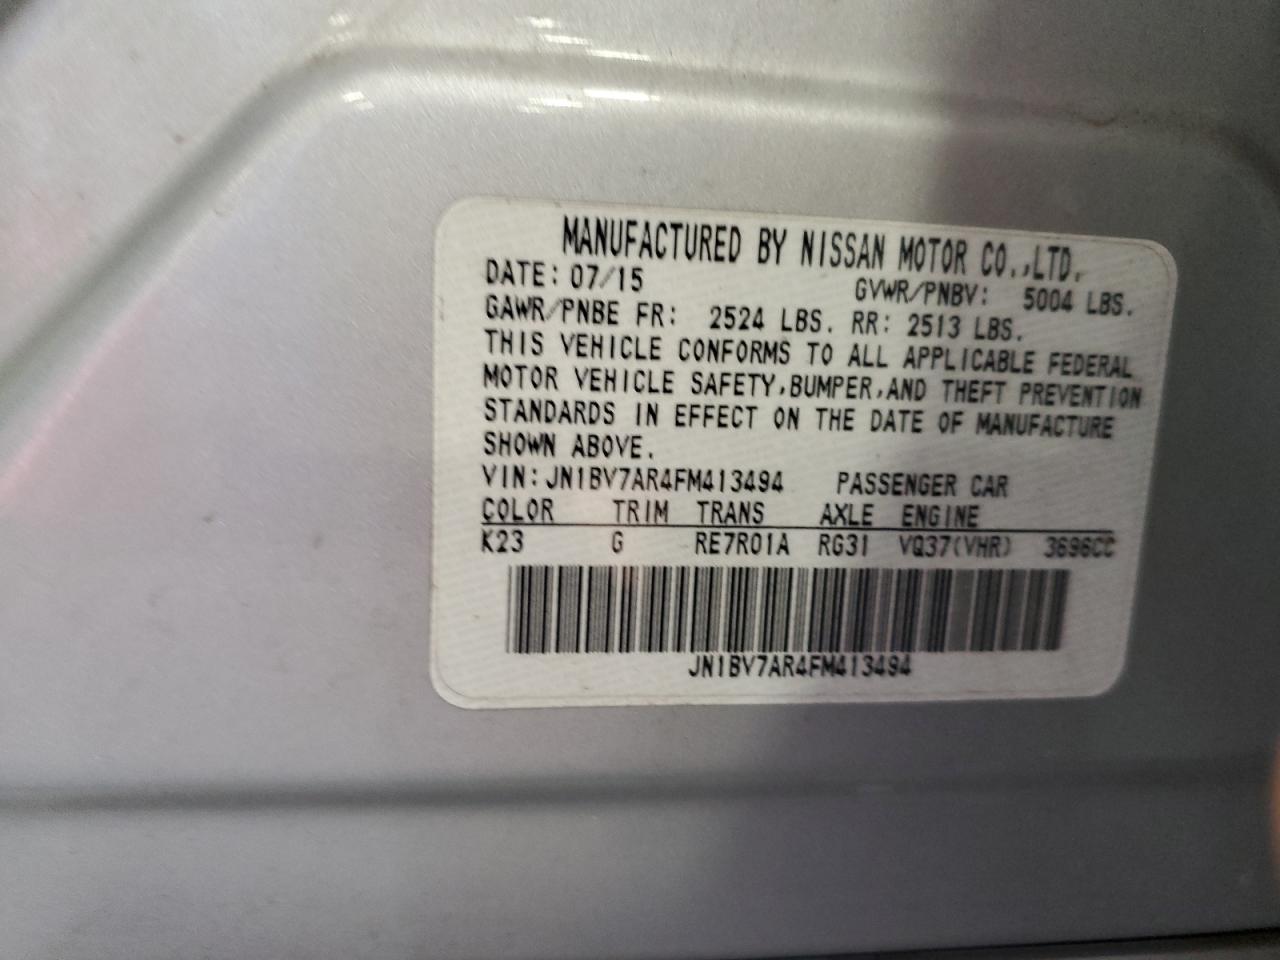 MANUFACTURED BY NISSAN MOTOR CO.,LTD.
DATE: 07/15 GVWR/PNBV: 5004 LBS.
GAWR/PNBE FR: 2524 LBS. RR: 2513 LBS.
THIS VEHICLE CONFORMS TO ALL APPLICABLE FEDERAL
MOTOR VEHICLE SAFETY,BUMPER,AND THEFT PREVENTION
STANDARDS IN EFFECT ON THE DATE OF MANUFACTURE
SHOWN ABOVE.
VIN: JN1BV7AR4FM413494 PASSENGER CAR
COLOR TRIM TRANS AXLE ENGINE
K23 G RE7R01A RG31 VQ37(VHR) 3696CC
JN1BV7AR4FM413494